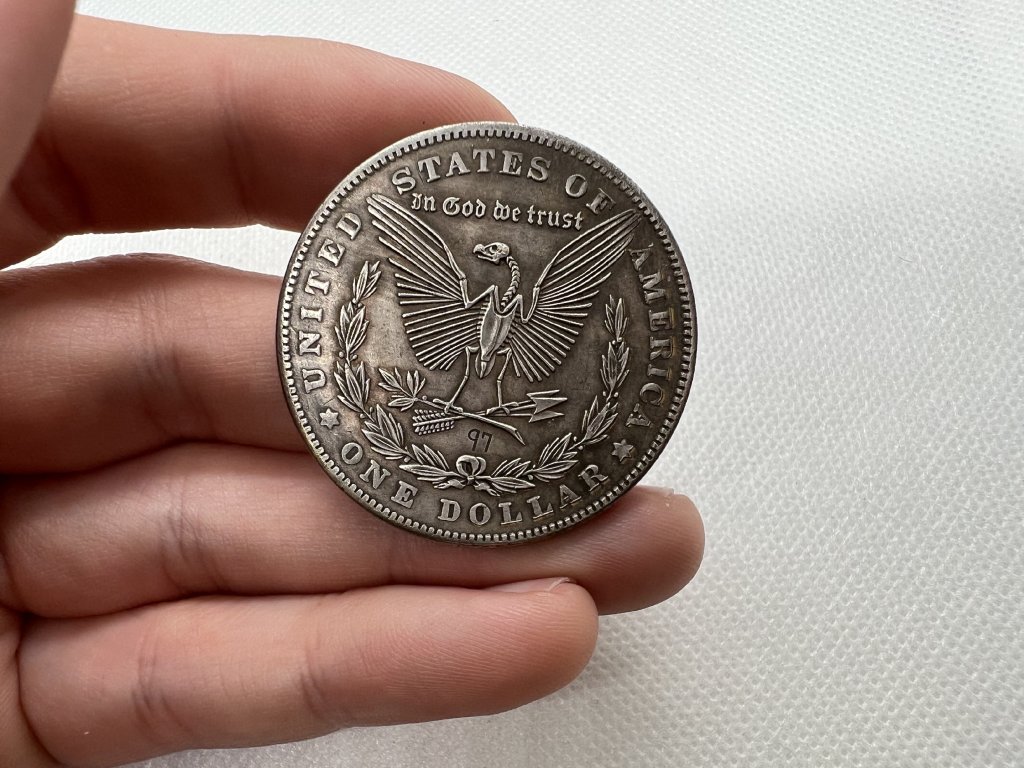 UNITED STATES OF AMERICA
In God we trust
97
ONE DOLLAR